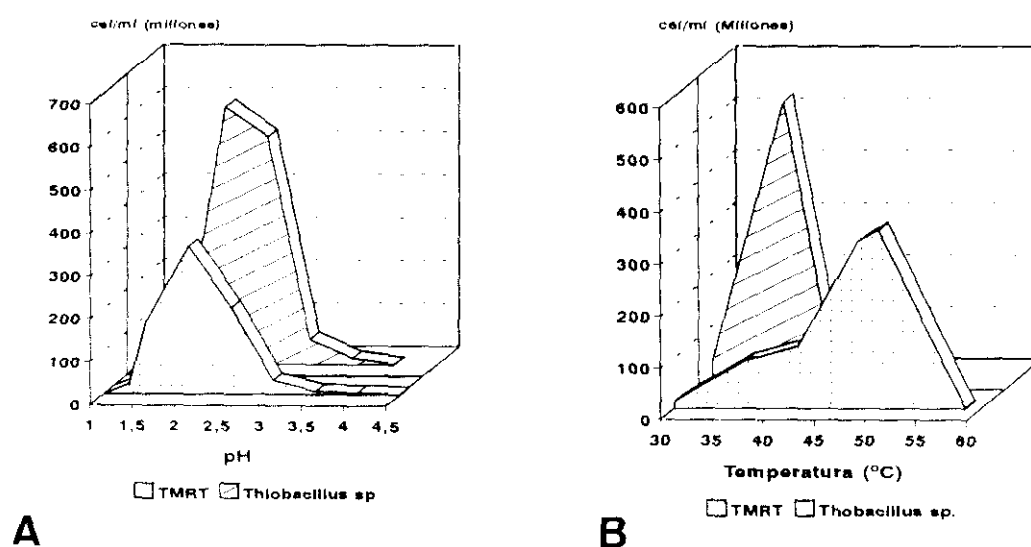 cel/ml (millones)
700
600
500
400
300
200
100
0
1 1,5 2 2,5 3 3,5 4 4,5
pH
TMRT Thiobacillus sp
A
cel/ml (Millones)
600
500
400
300
200
100
0
30 35 40 45 50 55 60
Temperatura (°C)
TMRT Thobacillus sp.
B